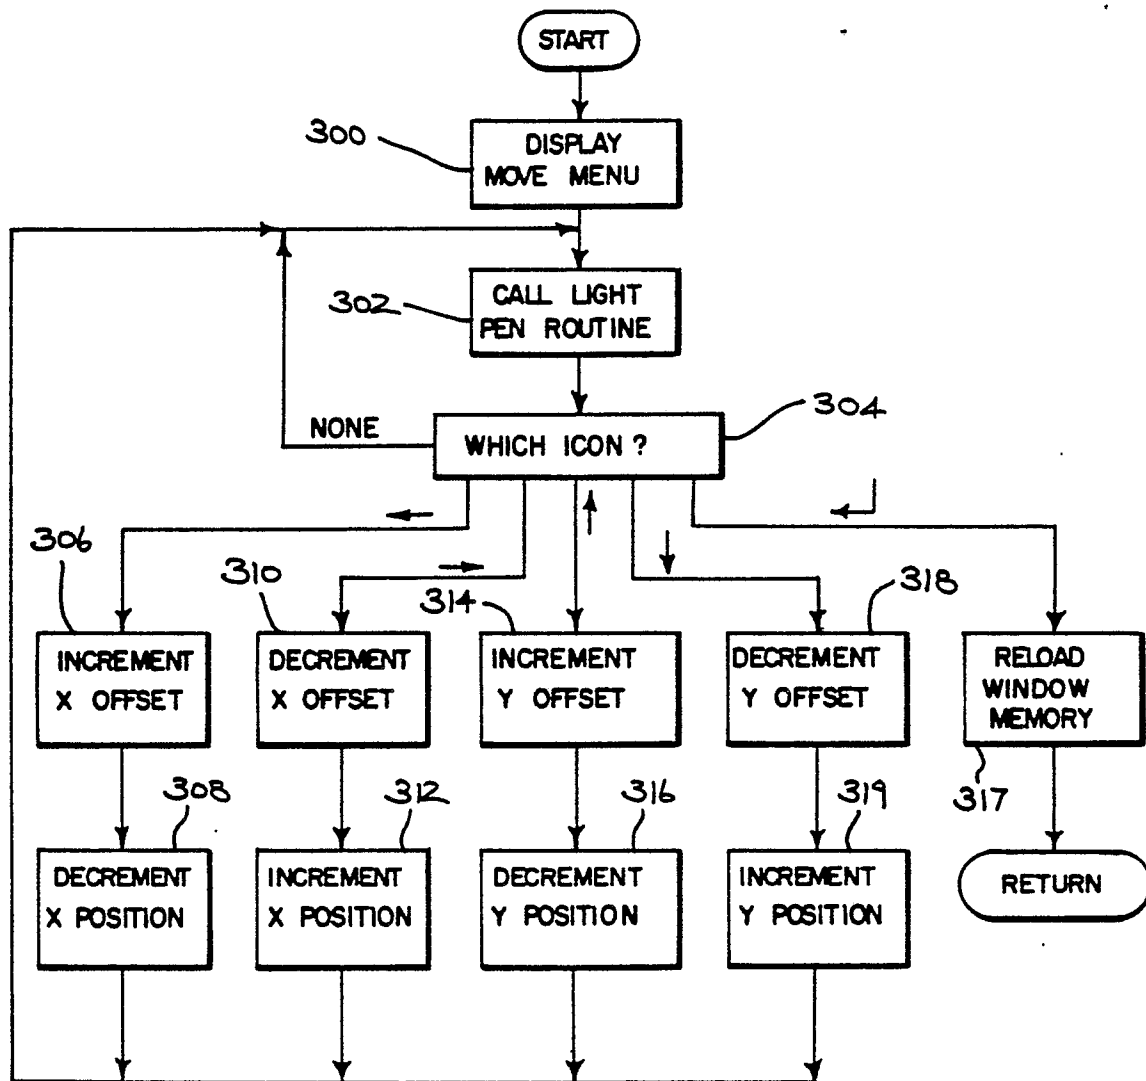 START
300
DISPLAY
MOVE MENU
302
CALL LIGHT
PEN ROUTINE
304
NONE
WHICH ICON ?
306
310
314
318
INCREMENT
X OFFSET
DECREMENT
X OFFSET
INCREMENT
Y OFFSET
DECREMENT
Y OFFSET
RELOAD
WINDOW
MEMORY
317
308
312
316
319
DECREMENT
X POSITION
INCREMENT
X POSITION
DECREMENT
Y POSITION
INCREMENT
Y POSITION
RETURN